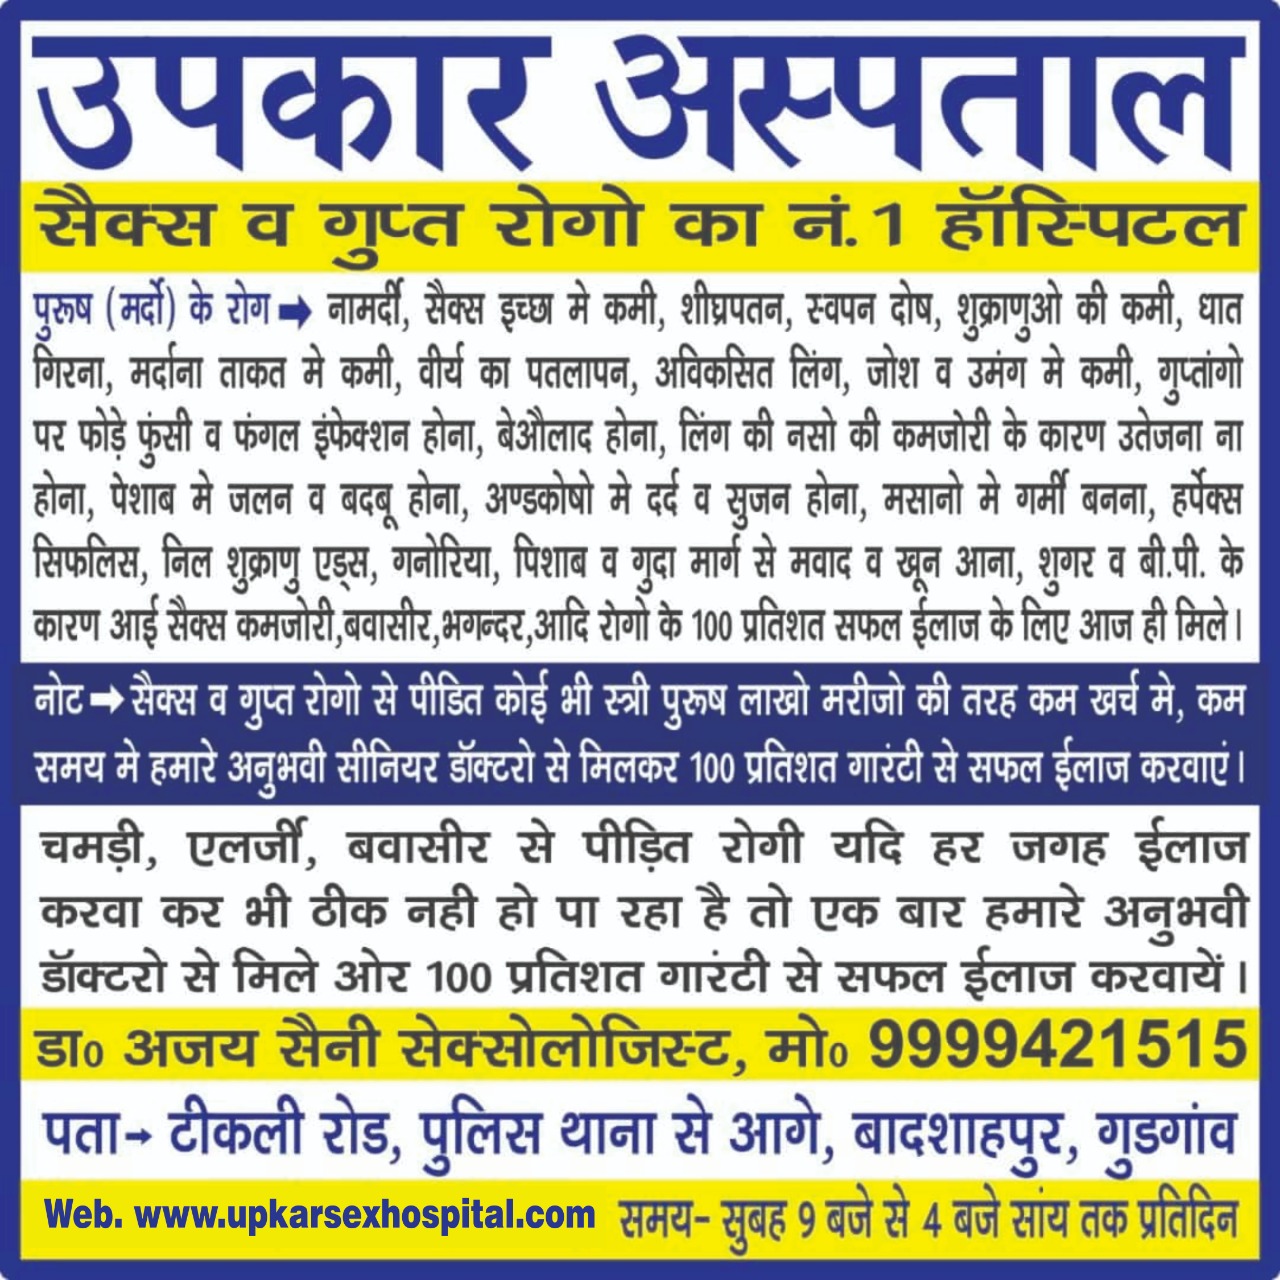 उपकार अस्पताल
सैक्स व गुप्त रोगो का नं. 1 हॉस्पिटल
पुरूष (मर्दो) के रोग ➡ नामर्दी, सैक्स इच्छा मे कमी, शीघ्रपतन, स्वपन दोष, शुक्राणुओ की कमी, धात
गिरना, मर्दाना ताकत मे कमी, वीर्य का पतलापन, अविकसित लिंग, जोश व उमंग मे कमी, गुप्तांगो
पर फोड़े फुंसी व फंगल इंफेक्शन होना, बेऔलाद होना, लिंग की नसो की कमजोरी के कारण उतेजना ना
होना, पेशाब मे जलन व बदबू होना, अण्डकोषो मे दर्द व सुजन होना, मसानो मे गर्मी बनना, हर्पेक्स
सिफलिस, निल शुक्राणु एड्स, गनोरिया, पिशाब व गुदा मार्ग से मवाद व खून आना, शुगर व बी.पी. के
कारण आई सैक्स कमजोरी,बवासीर,भगन्दर,आदि रोगो के 100 प्रतिशत सफल ईलाज के लिए आज ही मिले।
नोट ➡ सैक्स व गुप्त रोगो से पीडित कोई भी स्त्री पुरूष लाखो मरीजो की तरह कम खर्च मे, कम
समय मे हमारे अनुभवी सीनियर डॉक्टरो से मिलकर 100 प्रतिशत गारंटी से सफल ईलाज करवाएं।
चमड़ी, एलर्जी, बवासीर से पीड़ित रोगी यदि हर जगह ईलाज
करवा कर भी ठीक नही हो पा रहा है तो एक बार हमारे अनुभवी
डॉक्टरो से मिले ओर 100 प्रतिशत गारंटी से सफल ईलाज करवायें।
डा० अजय सैनी सेक्सोलोजिस्ट, मो० 9999421515
पता→ टीकली रोड, पुलिस थाना से आगे, बादशाहपुर, गुडगांव
Web. www.upkarsexhospital.com समय- सुबह 9 बजे से 4 बजे सांय तक प्रतिदिन